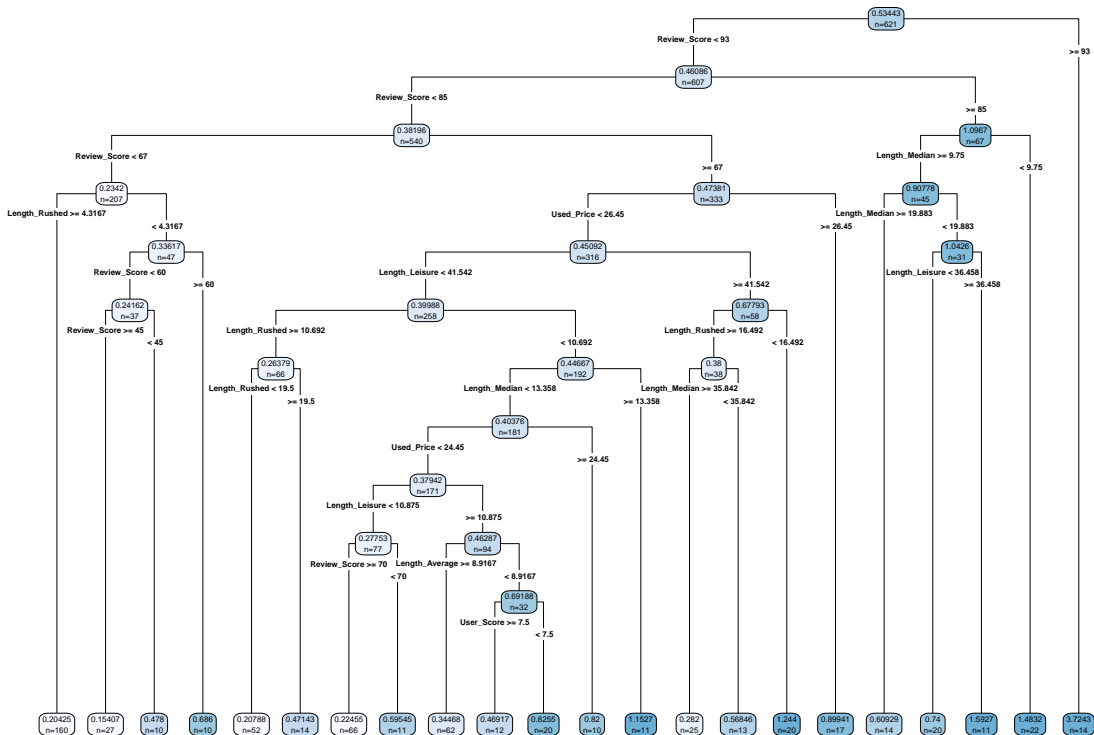 0.53443
n=621
Review_Score < 93
>= 93
0.46086
n=607
Review_Score < 85
>= 85
0.38196
n=540
1.0967
n=67
Review_Score < 67
>= 67
Length_Median >= 9.75
< 9.75
0.2342
n=207
0.47381
n=333
0.90778
n=45
Length_Rushed >= 4.3167
< 4.3167
Used_Price < 26.45
>= 26.45
Length_Median >= 19.883
< 19.883
0.33617
n=47
0.45092
n=316
1.0426
n=31
Review_Score < 60
>= 60
Length_Leisure < 41.542
>= 41.542
Length_Leisure < 36.458
>= 36.458
0.24162
n=37
0.39988
n=258
0.67793
n=58
Review_Score >= 45
< 45
Length_Rushed >= 10.692
< 10.692
Length_Rushed >= 16.492
< 16.492
0.26379
n=66
0.44667
n=192
0.38
n=38
Length_Rushed < 19.5
>= 19.5
Length_Median < 13.358
>= 13.358
Length_Median >= 35.842
< 35.842
0.40376
n=181
Used_Price < 24.45
>= 24.45
0.37942
n=171
Length_Leisure < 10.875
>= 10.875
0.27753
n=77
0.46287
n=94
Review_Score >= 70
< 70
Length_Average >= 8.9167
< 8.9167
0.69188
n=32
User_Score >= 7.5
< 7.5
0.20425
n=160
0.15407
n=27
0.478
n=10
0.686
n=10
0.20788
n=52
0.47143
n=14
0.22455
n=66
0.59545
n=11
0.34468
n=62
0.46917
n=12
0.8255
n=20
0.82
n=10
1.1527
n=11
0.282
n=25
0.56846
n=13
1.244
n=20
0.89941
n=17
0.60929
n=14
0.74
n=20
1.5927
n=11
1.4832
n=22
3.7243
n=14